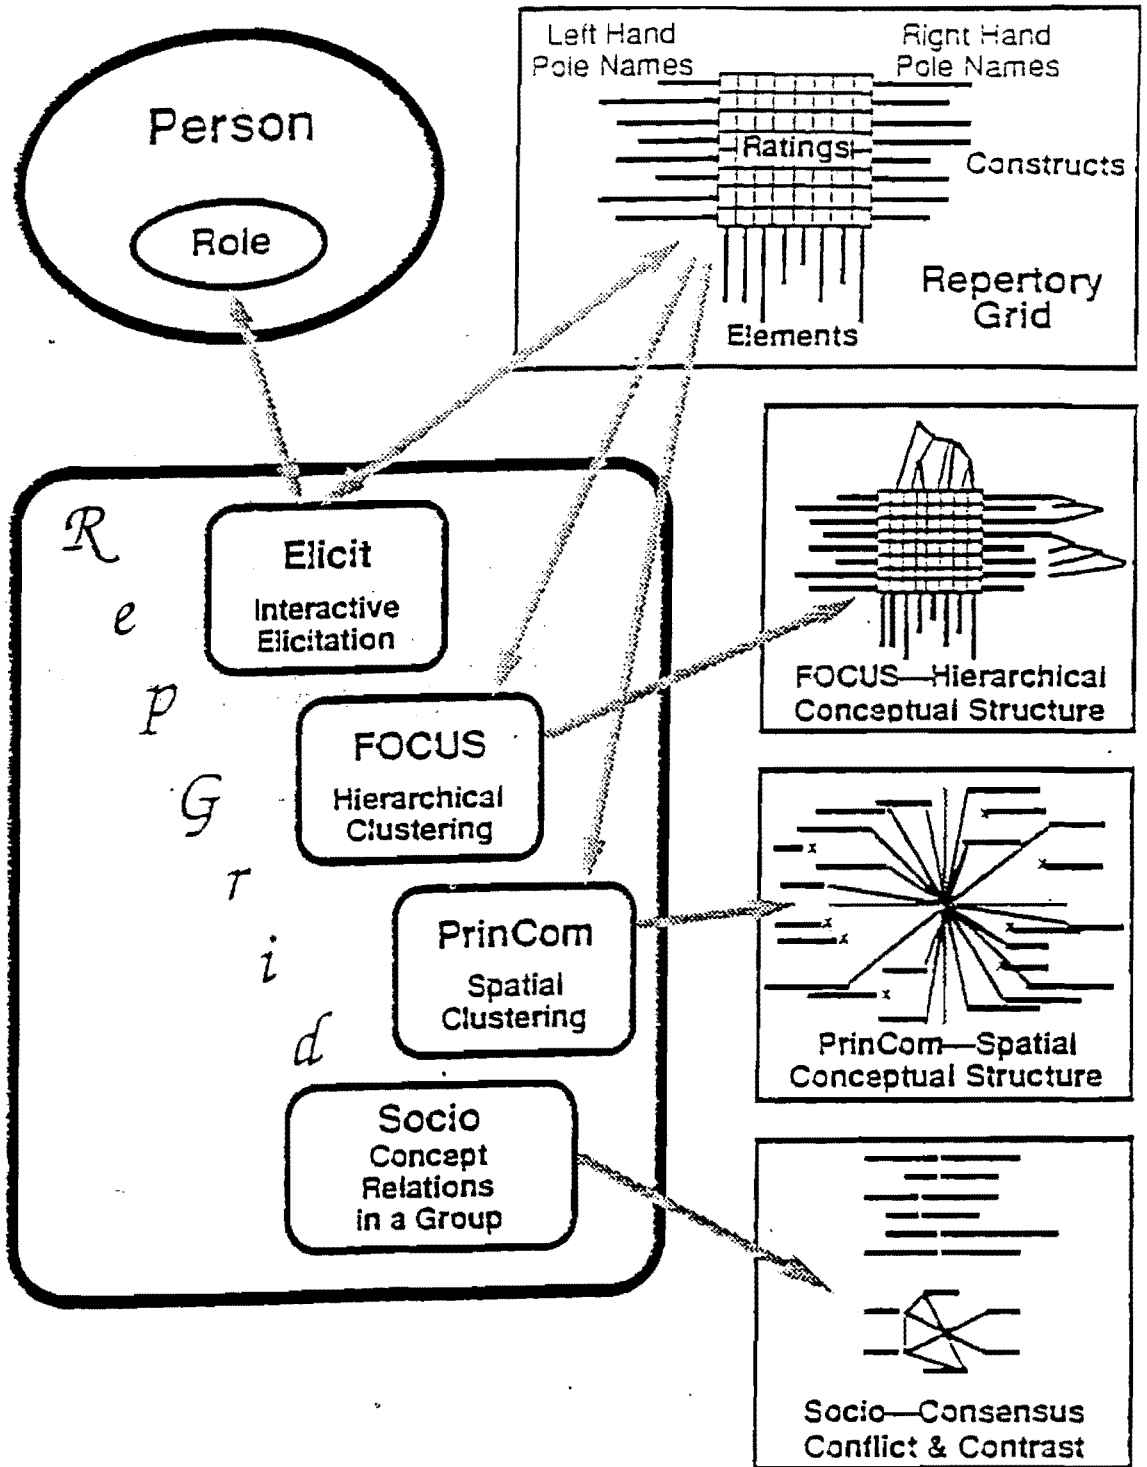 Person
Role
Left Hand
Pole Names
Right Hand
Pole Names
Ratings
Constructs
Elements
Repertory
Grid
R
e
p
G
r
i
d
Elicit
Interactive
Elicitation
FOCUS
Hierarchical
Clustering
PrinCom
Spatial
Clustering
Socio
Concept
Relations
in a Group
FOCUS—Hierarchical
Conceptual Structure
x
x
x
x
x
x
x
x
PrinCom—Spatial
Conceptual Structure
Socio—Consensus
Conflict & Contrast